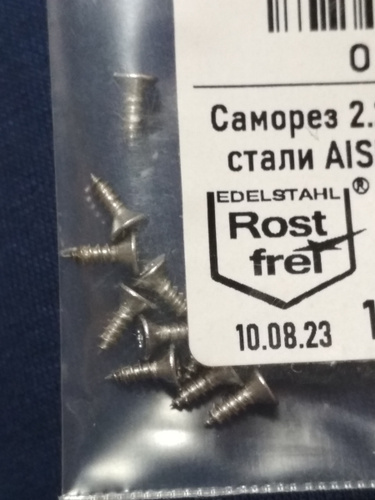 O
Саморез 2.
стали AIS
EDELSTAHL ®
Rost
frei
10.08.23